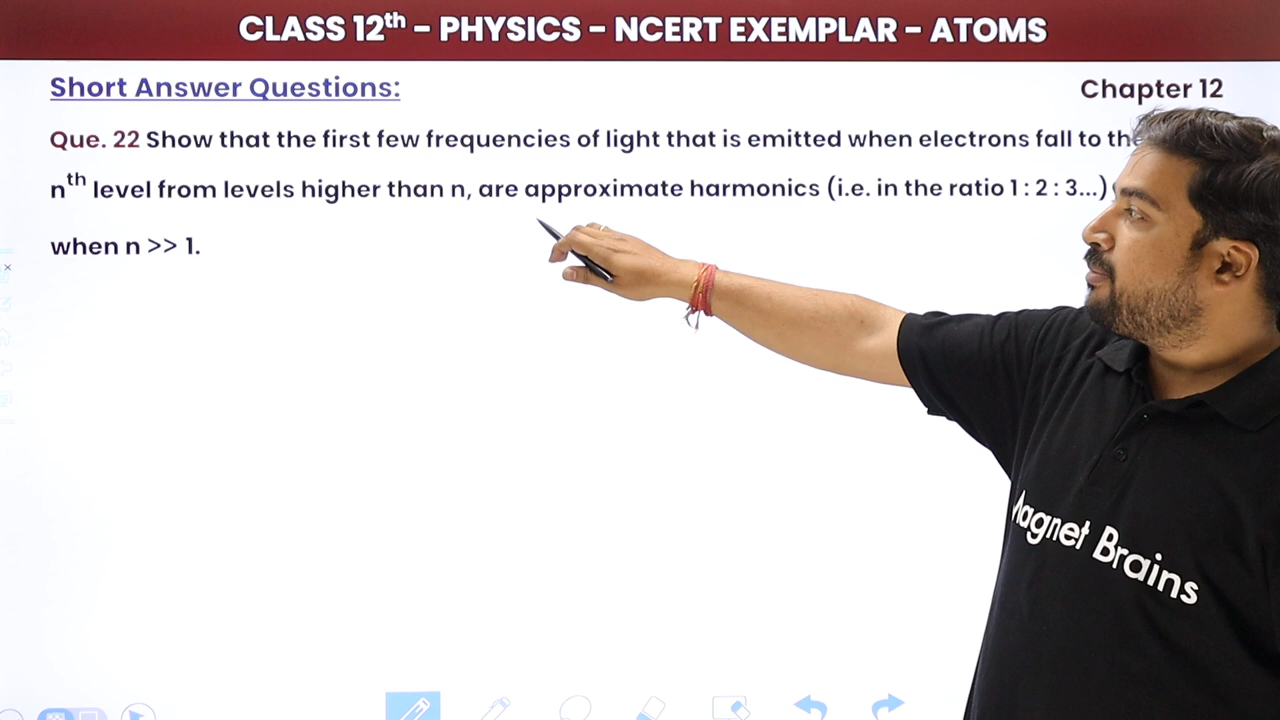 CLASS 12th - PHYSICS - NCERT EXEMPLAR - ATOMS
Short Answer Questions:
Chapter 12
Que. 22 Show that the first few frequencies of light that is emitted when electrons fall to the
nth level from levels higher than n, are approximate harmonics (i.e. in the ratio 1 : 2 : 3...)
when n >> 1.
Magnet Brains